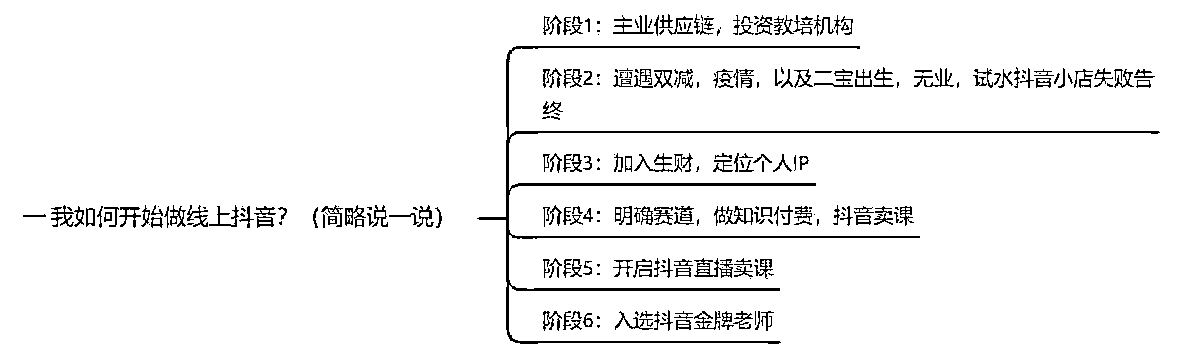 阶段1：主业供应链，投资教培机构
阶段2：遭遇双减，疫情，以及二宝出生，无业，试水抖音小店失败告
终
阶段3：加入生财，定位个人IP
一 我如何开始做线上抖音？（简略说一说）
阶段4：明确赛道，做知识付费，抖音卖课
阶段5：开启抖音直播卖课
阶段6：入选抖音金牌老师